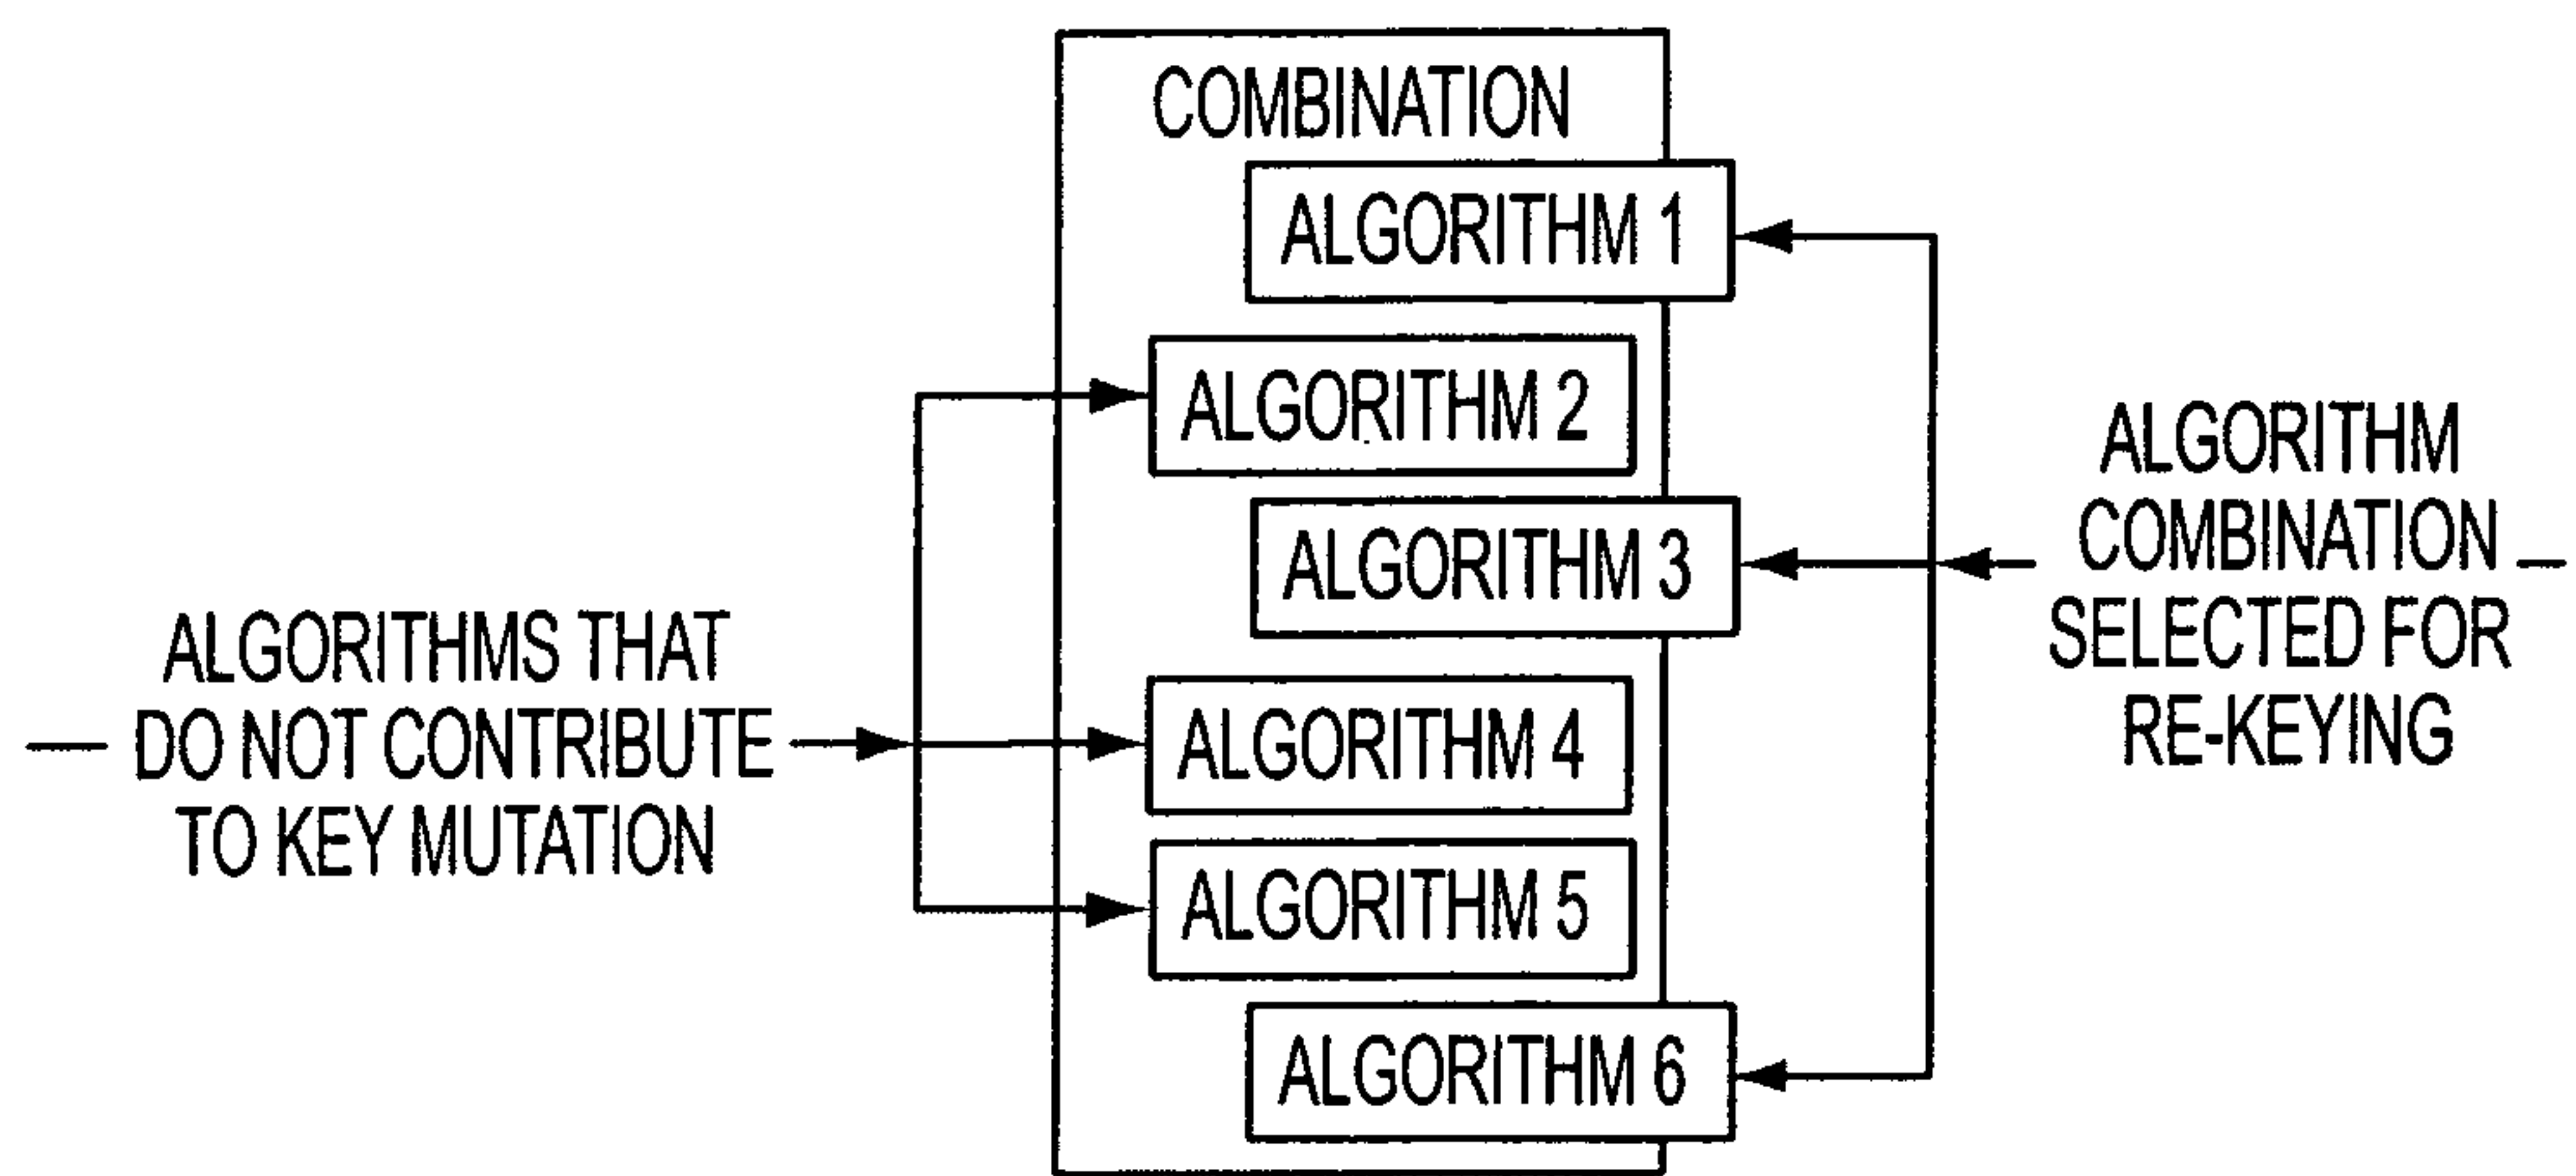 COMBINATION
ALGORITHM 1
ALGORITHM 2
ALGORITHM 3
ALGORITHM 4
ALGORITHM 5
ALGORITHM 6
ALGORITHMS THAT
DO NOT CONTRIBUTE
TO KEY MUTATION
ALGORITHM
COMBINATION
SELECTED FOR
RE-KEYING